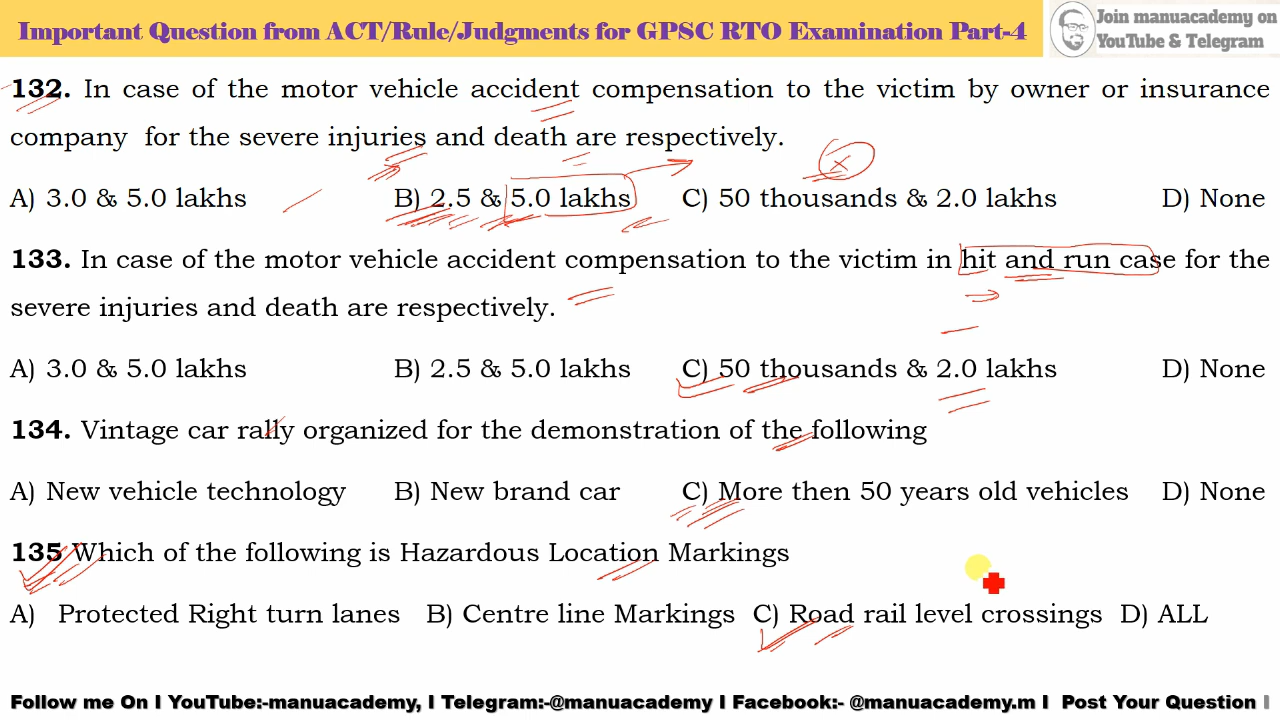 Important Question from ACT/Rule/Judgments for GPSC RTO Examination Part-4
Join manuacademy on
YouTube & Telegram
132. In case of the motor vehicle accident compensation to the victim by owner or insurance
company for the severe injuries and death are respectively.
A) 3.0 & 5.0 lakhs B) 2.5 & 5.0 lakhs C) 50 thousands & 2.0 lakhs D) None
133. In case of the motor vehicle accident compensation to the victim in hit and run case for the
severe injuries and death are respectively.
A) 3.0 & 5.0 lakhs B) 2.5 & 5.0 lakhs C) 50 thousands & 2.0 lakhs D) None
134. Vintage car rally organized for the demonstration of the following
A) New vehicle technology B) New brand car C) More then 50 years old vehicles D) None
135 Which of the following is Hazardous Location Markings
A) Protected Right turn lanes B) Centre line Markings C) Road rail level crossings D) ALL
Follow me On I YouTube:-manuacademy, I Telegram:-@manuacademy I Facebook:- @manuacademy.m I Post Your Question I